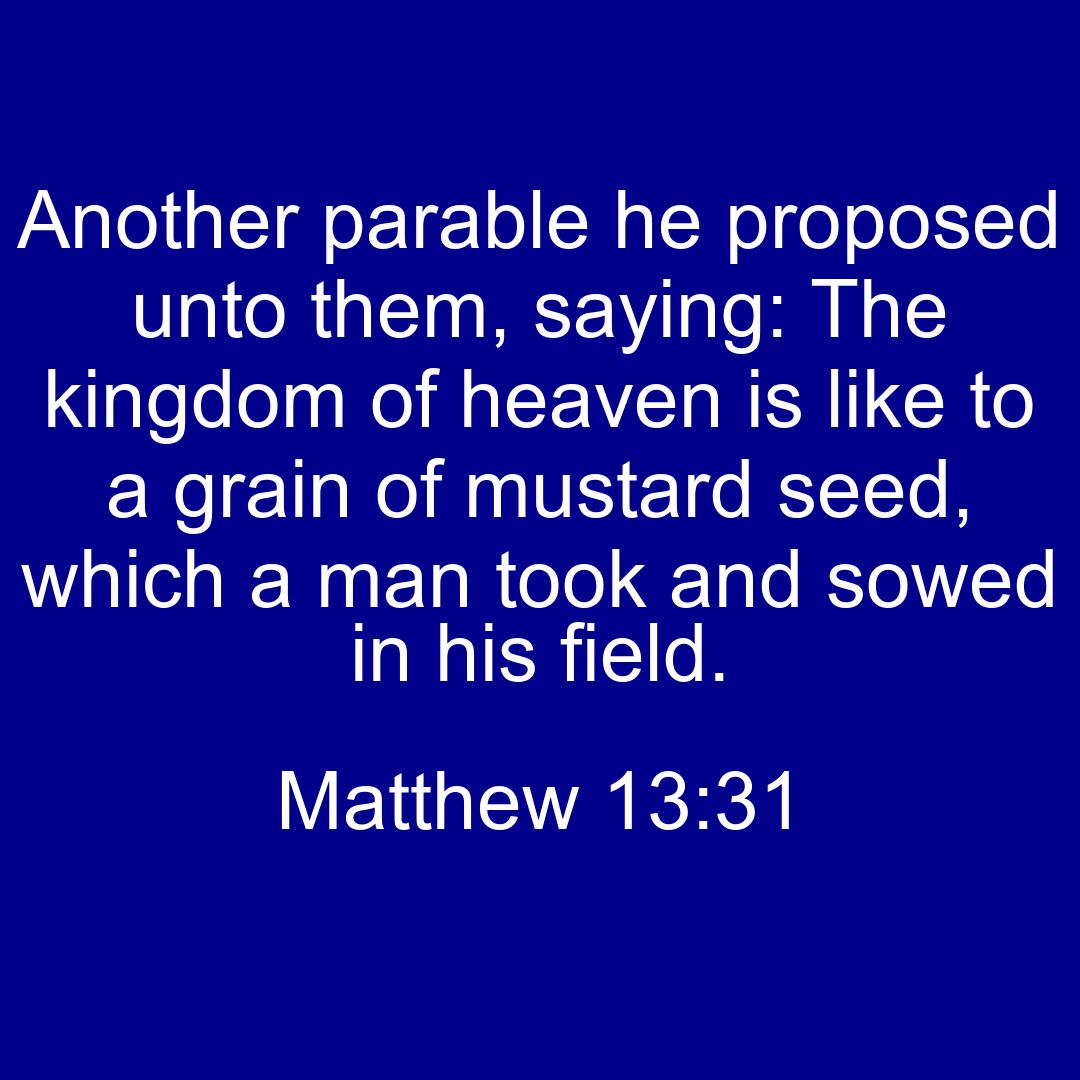 Another parable he proposed
unto them, saying: The
kingdom of heaven is like to
a grain of mustard seed,
which a man took and sowed
in his field.
Matthew 13:31